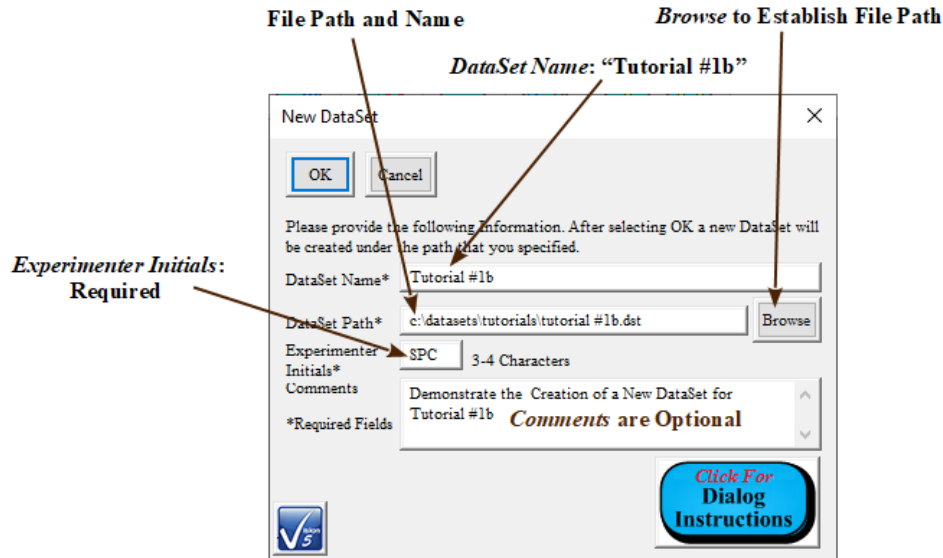 File Path and Name
Browse to Establish File Path
DataSet Name: “Tutorial #1b”
New DataSet
OK
Cancel
Please provide the following Information. After selecting OK a new DataSet will
be created under the path that you specified.
Experimenter Initials:
Required
DataSet Name*
Tutorial #1b
DataSet Path*
c:\datasets\tutorials\tutorial #1b.dst
Browse
Experimenter
Initials*
SPC
3-4 Characters
Comments
Demonstrate the Creation of a New DataSet for
Tutorial #1b
Comments are Optional
*Required Fields
Click For
Dialog
Instructions
Vision
5